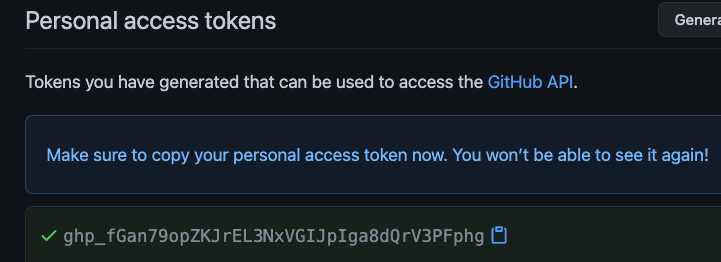 Personal access tokens
Genera
Tokens you have generated that can be used to access the GitHub API.
Make sure to copy your personal access token now. You won’t be able to see it again!
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